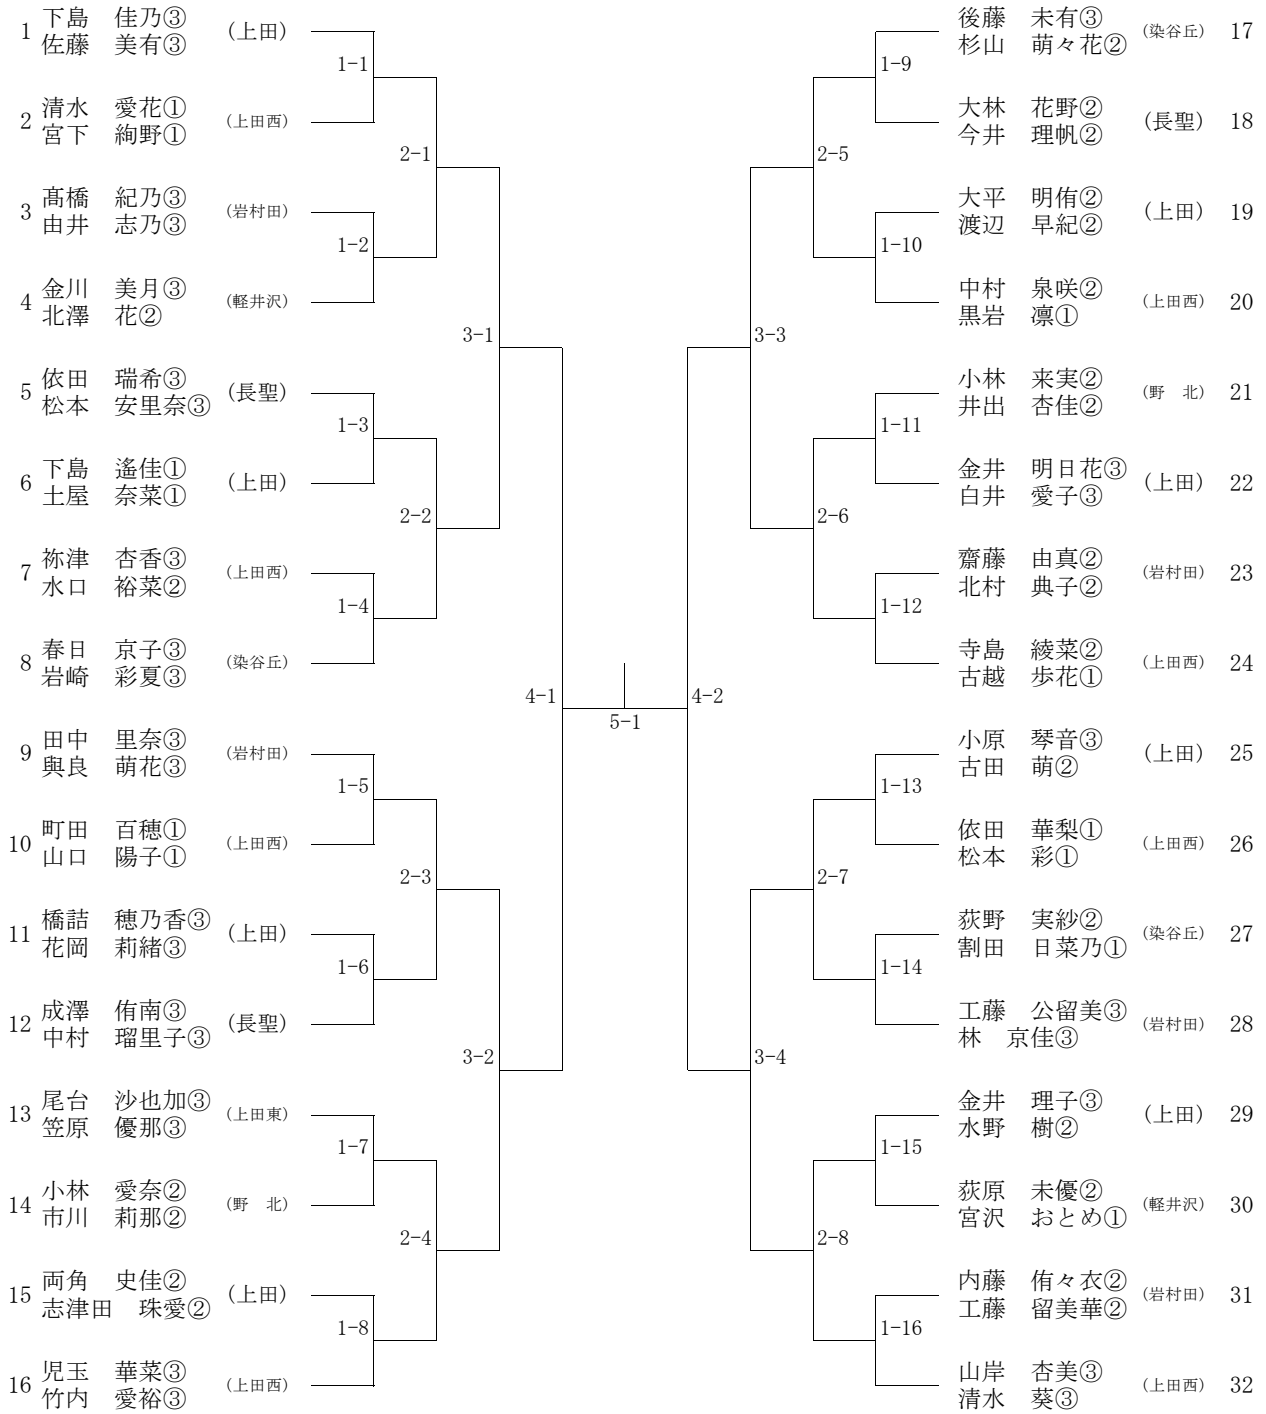 1 下島　佳乃③ (上田)
佐藤　美有③
1-1
2 清水　愛花① (上田西)
宮下　絢野①
2-1
3 髙橋　紀乃③ (岩村田)
由井　志乃③
1-2
4 金川　美月③ (軽井沢)
北澤　花②
3-1
5 依田　瑞希③ (長聖)
松本　安里奈③
1-3
6 下島　遙佳① (上田)
土屋　奈菜①
2-2
7 祢津　杏香③ (上田西)
水口　裕菜②
1-4
8 春日　京子③ (染谷丘)
岩崎　彩夏③
4-1
9 田中　里奈③ (岩村田)
與良　萌花③
1-5
10 町田　百穂① (上田西)
山口　陽子①
2-3
11 橋詰　穂乃香③ (上田)
花岡　莉緒③
1-6
12 成澤　侑南③ (長聖)
中村　瑠里子③
3-2
13 尾台　沙也加③ (上田東)
笠原　優那③
1-7
14 小林　愛奈② (野　北)
市川　莉那②
2-4
15 両角　史佳② (上田)
志津田　珠愛②
1-8
16 児玉　華菜③ (上田西)
竹内　愛裕③
5-1
後藤　未有③ (染谷丘) 17
杉山　萌々花②
1-9
大林　花野② (長聖) 18
今井　理帆②
2-5
大平　明侑② (上田) 19
渡辺　早紀②
1-10
中村　泉咲② (上田西) 20
黒岩　凛①
3-3
小林　来実② (野　北) 21
井出　杏佳②
1-11
金井　明日花③ (上田) 22
白井　愛子③
2-6
齋藤　由真② (岩村田) 23
北村　典子②
1-12
寺島　綾菜② (上田西) 24
古越　歩花①
4-2
小原　琴音③ (上田) 25
古田　萌②
1-13
依田　華梨① (上田西) 26
松本　彩①
2-7
荻野　実紗② (染谷丘) 27
割田　日菜乃①
1-14
工藤　公留美③ (岩村田) 28
林　京佳③
3-4
金井　理子③ (上田) 29
水野　樹②
1-15
荻原　未優② (軽井沢) 30
宮沢　おとめ①
2-8
内藤　侑々衣② (岩村田) 31
工藤　留美華②
1-16
山岸　杏美③ (上田西) 32
清水　葵③